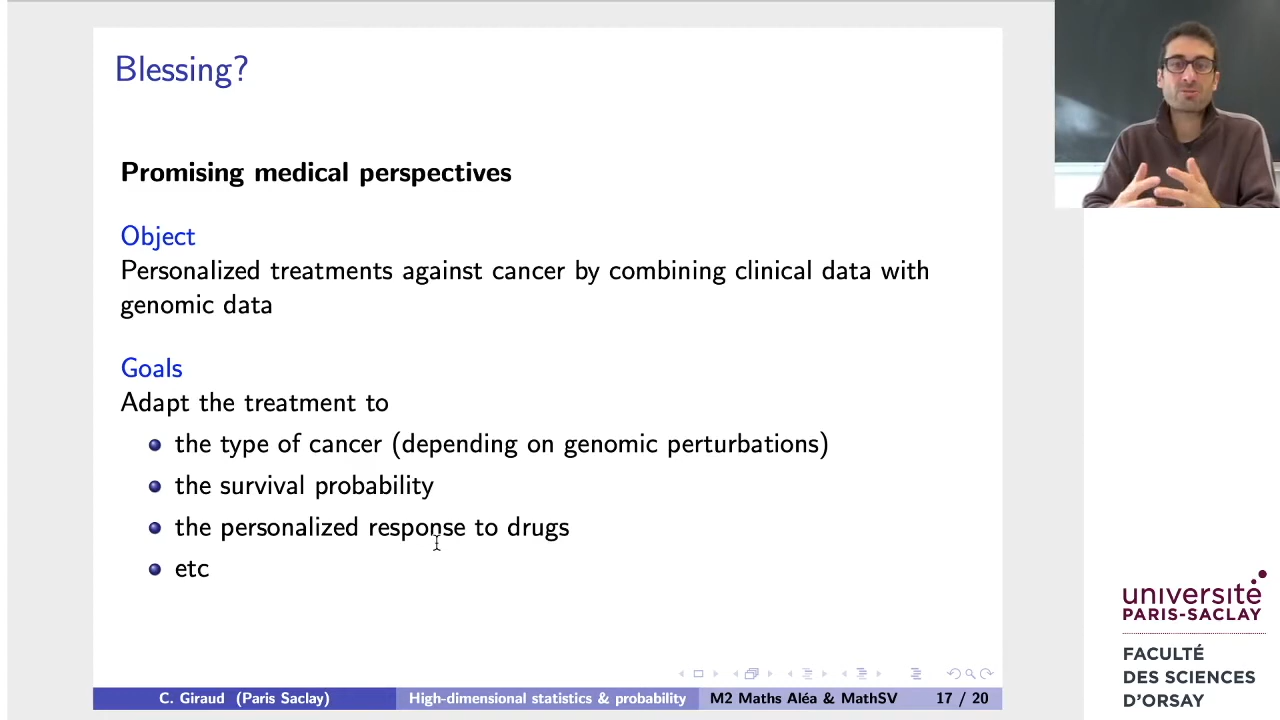 Blessing?
Promising medical perspectives
Object
Personalized treatments against cancer by combining clinical data with
genomic data
Goals
Adapt the treatment to
the type of cancer (depending on genomic perturbations)
the survival probability
the personalized response to drugs
etc
C. Giraud (Paris Saclay) High-dimensional statistics & probability M2 Maths Aléa & MathSV 17 / 20
université
PARIS-SACLAY
FACULTÉ
DES SCIENCES
D'ORSAY